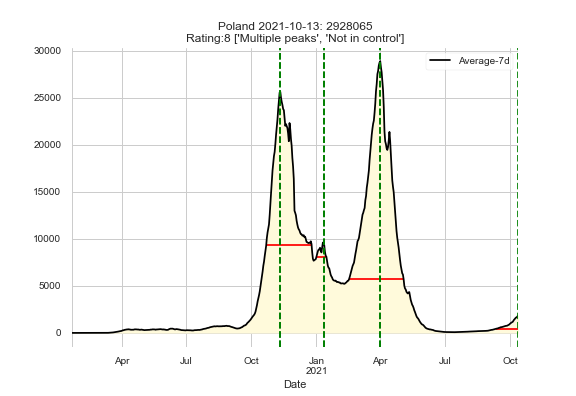 Poland 2021-10-13: 2928065
Rating:8 ['Multiple peaks', 'Not in control']
Average-7d
30000
25000
20000
15000
10000
5000
0
Apr Jul Oct Jan Apr Jul Oct
2021
Date